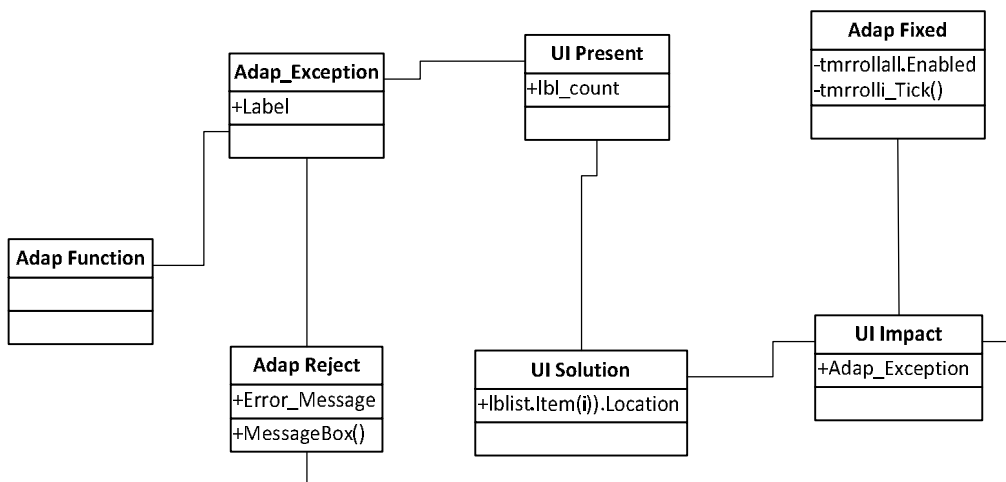 Adap Fixed
-tmrrollall.Enabled
-tmrrolli_Tick()
UI Present
+lbl_count
Adap_Exception
+Label
Adap Function
UI Impact
+Adap_Exception
Adap Reject
+Error_Message
+MessageBox()
UI Solution
+lblist.Item(i)).Location